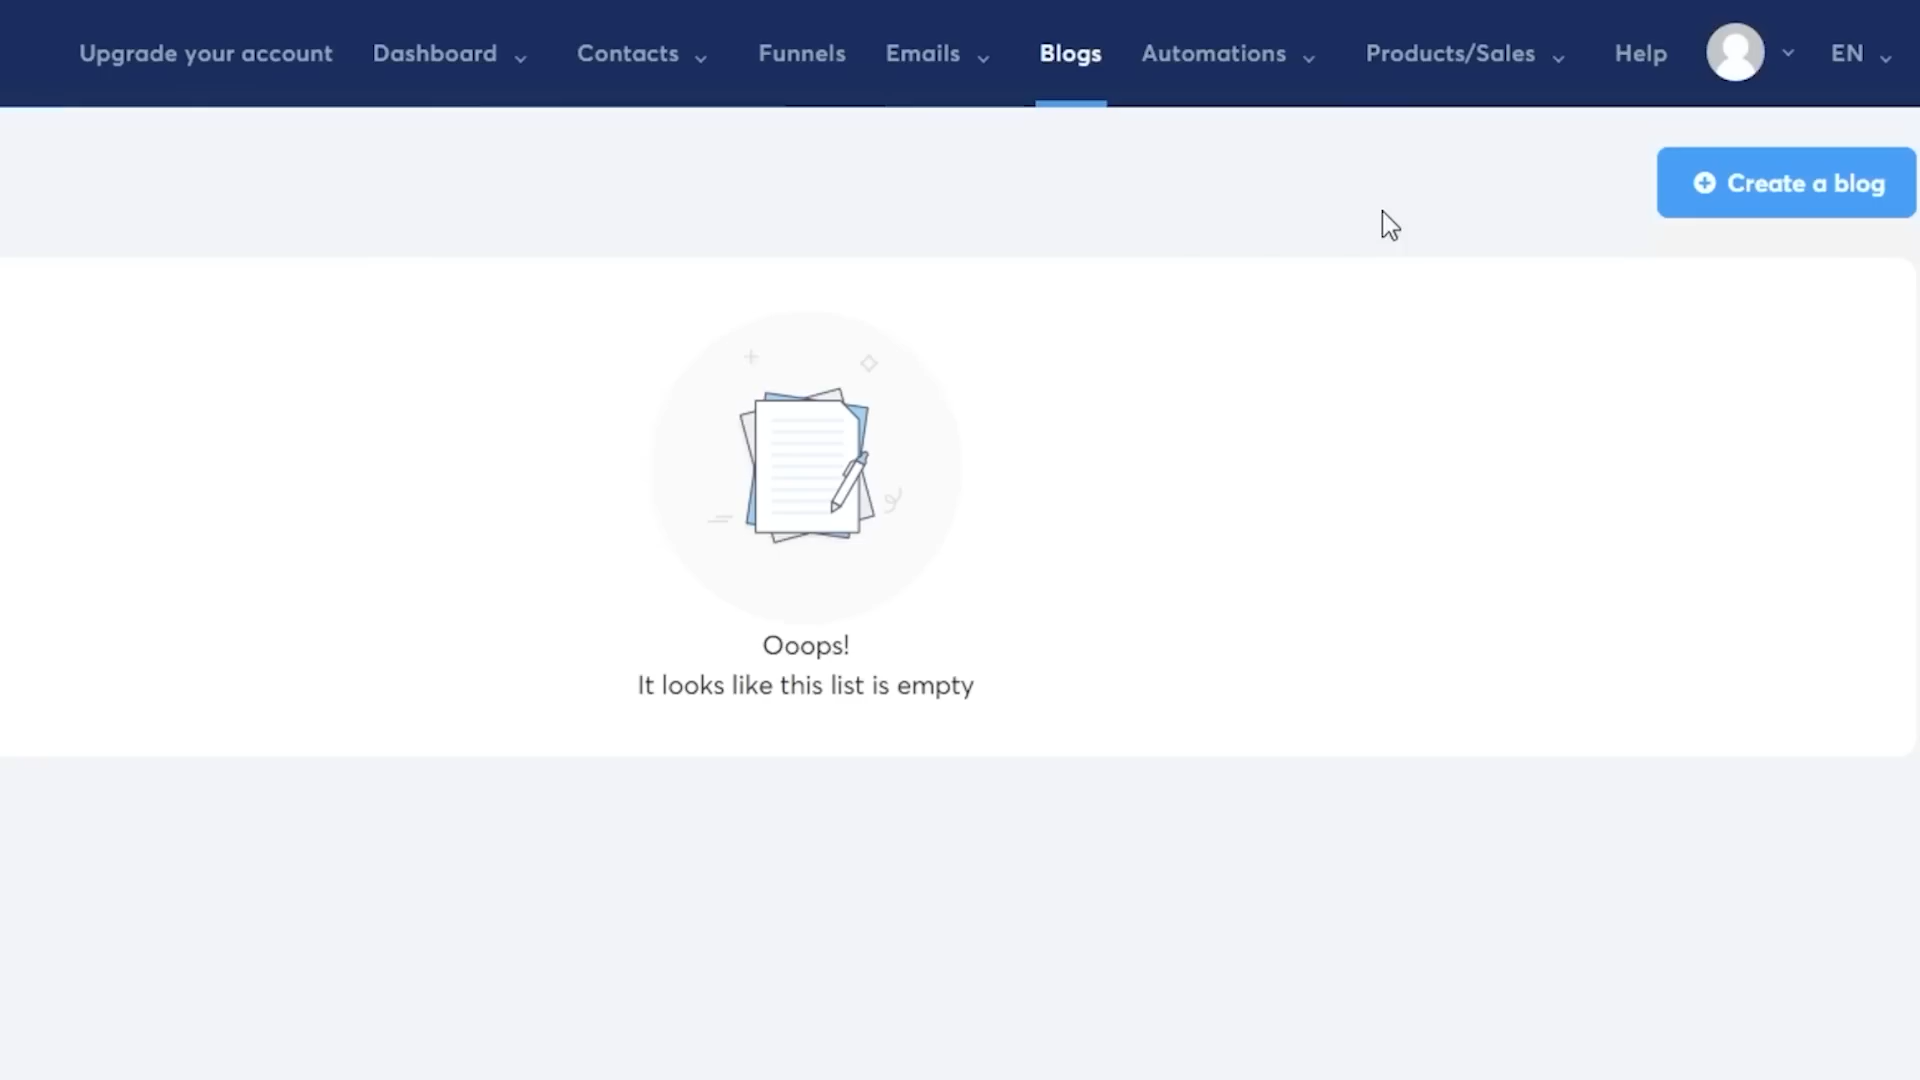 Upgrade your account Dashboard Contacts Funnels Emails Blogs Automations Products/Sales Help EN
Create a blog
Ooops!
It looks like this list is empty